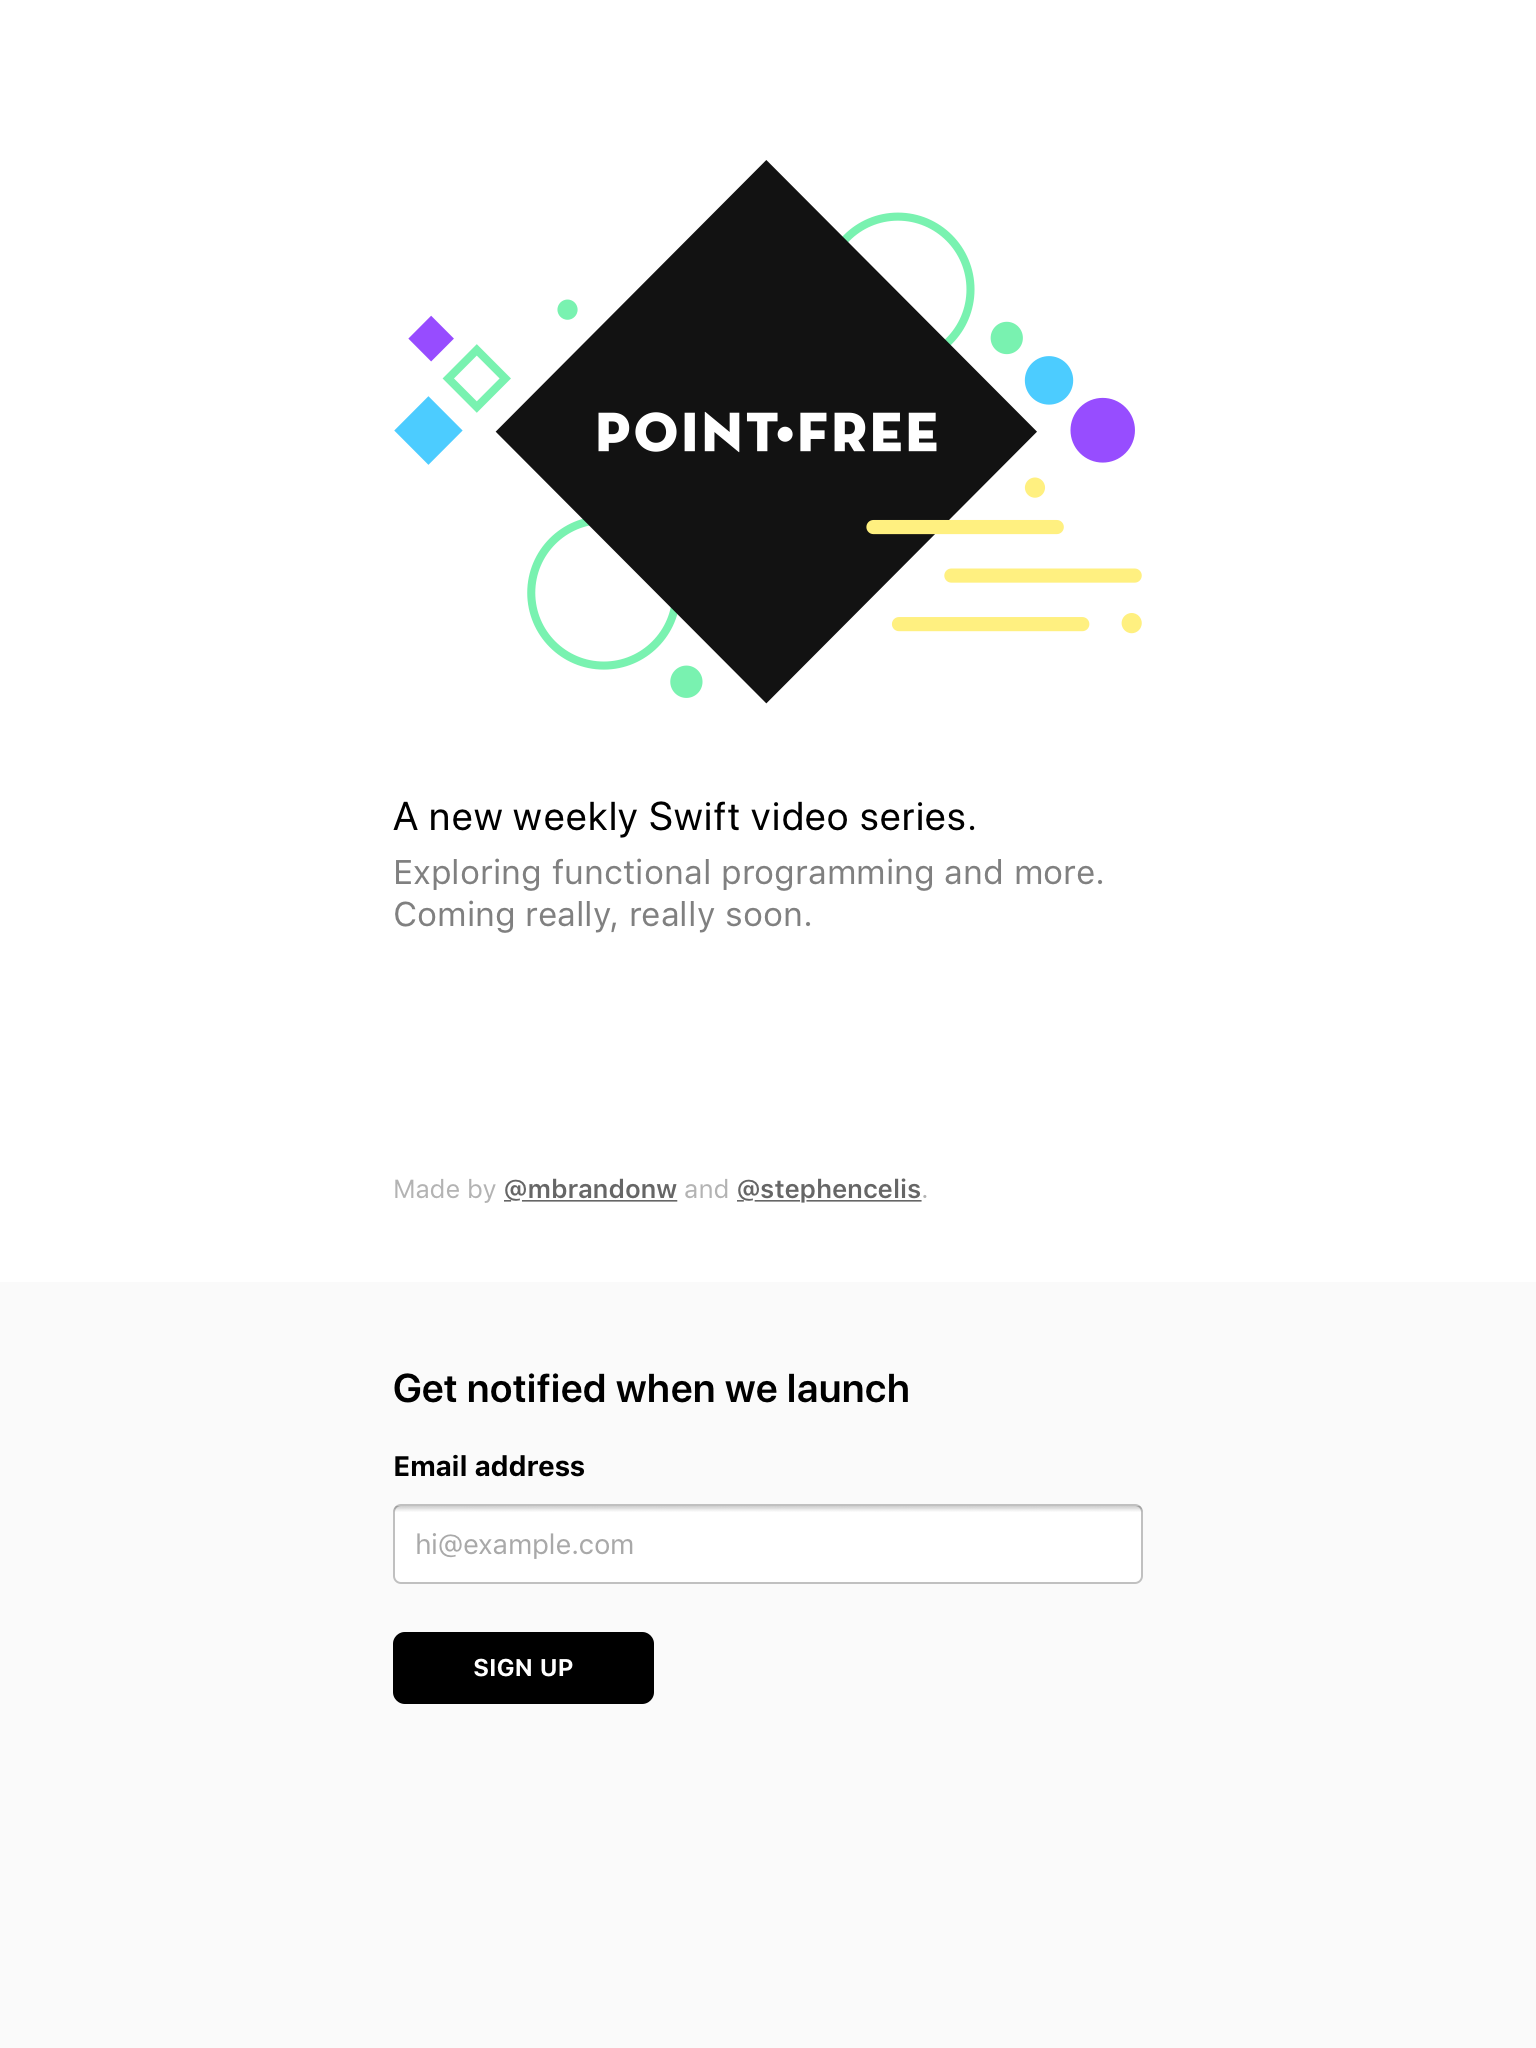 POINT•FREE
A new weekly Swift video series.
Exploring functional programming and more.
Coming really, really soon.
Made by @mbrandonw and @stephencelis.
Get notified when we launch
Email address
hi@example.com
SIGN UP